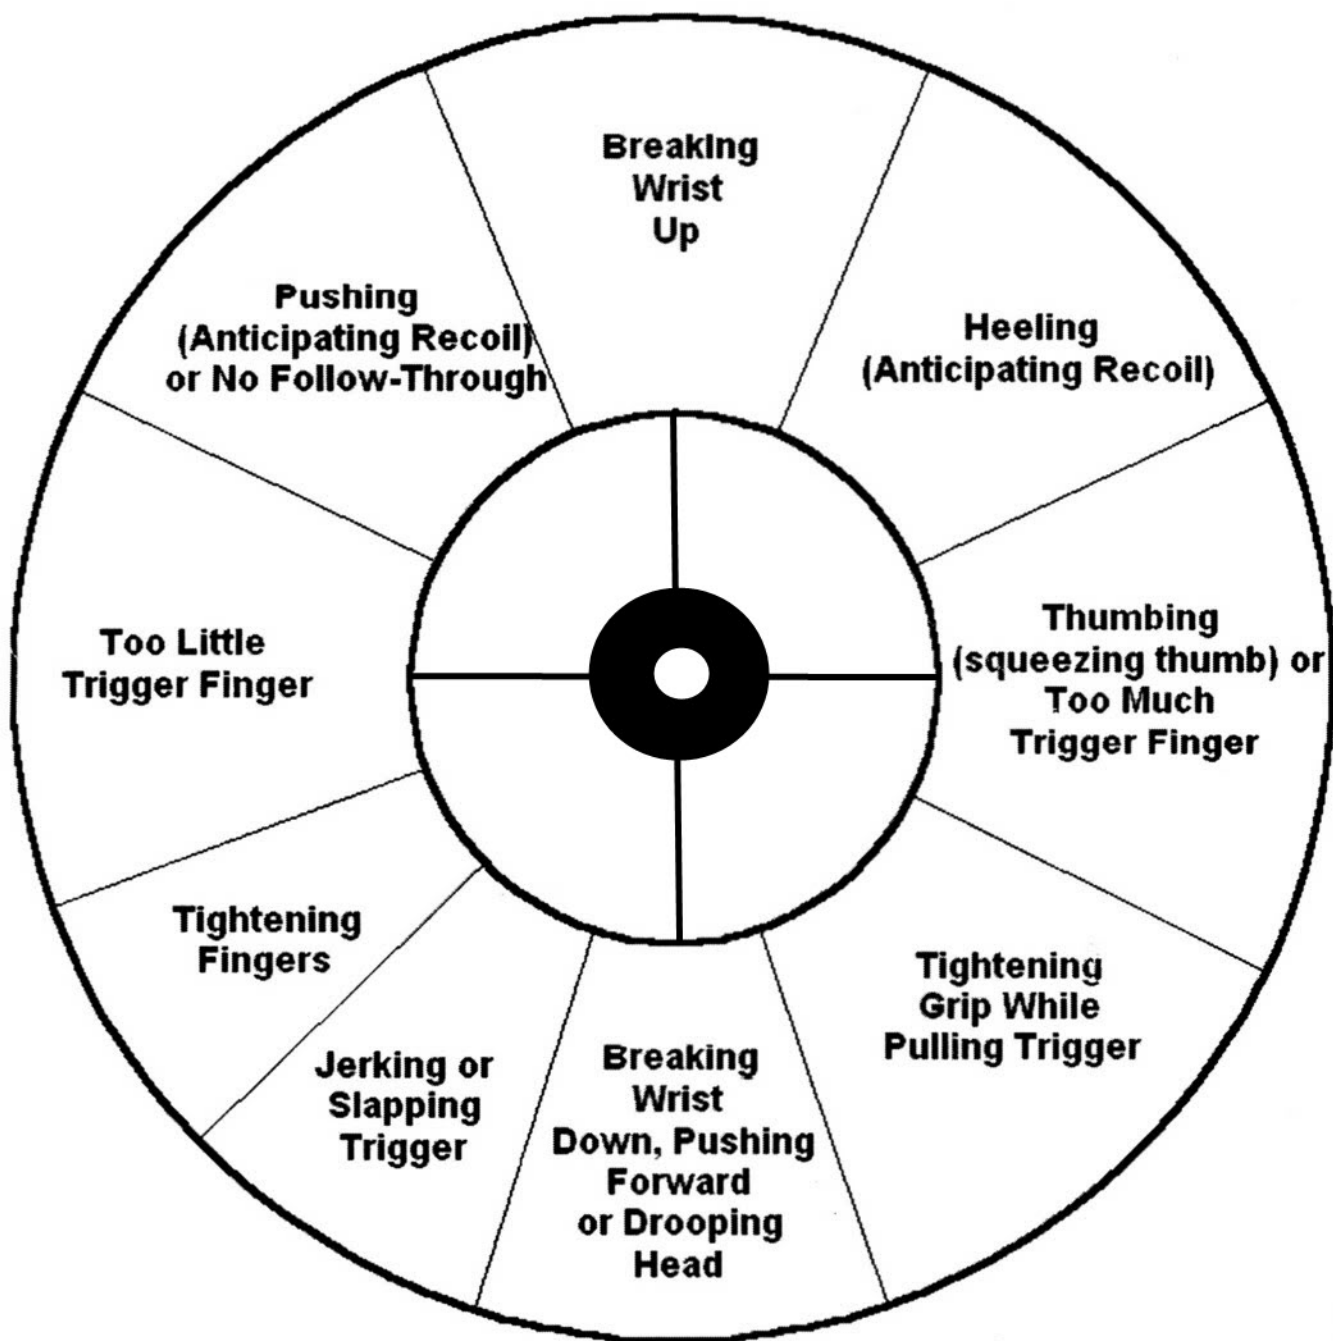 Breaking
Wrist
Up
Pushing
(Anticipating Recoil)
or No Follow-Through
Heeling
(Anticipating Recoil)
Too Little
Trigger Finger
Thumbing
(squeezing thumb) or
Too Much
Trigger Finger
Tightening
Fingers
Tightening
Grip While
Pulling Trigger
Jerking or
Slapping
Trigger
Breaking
Wrist
Down, Pushing
Forward
or Drooping
Head